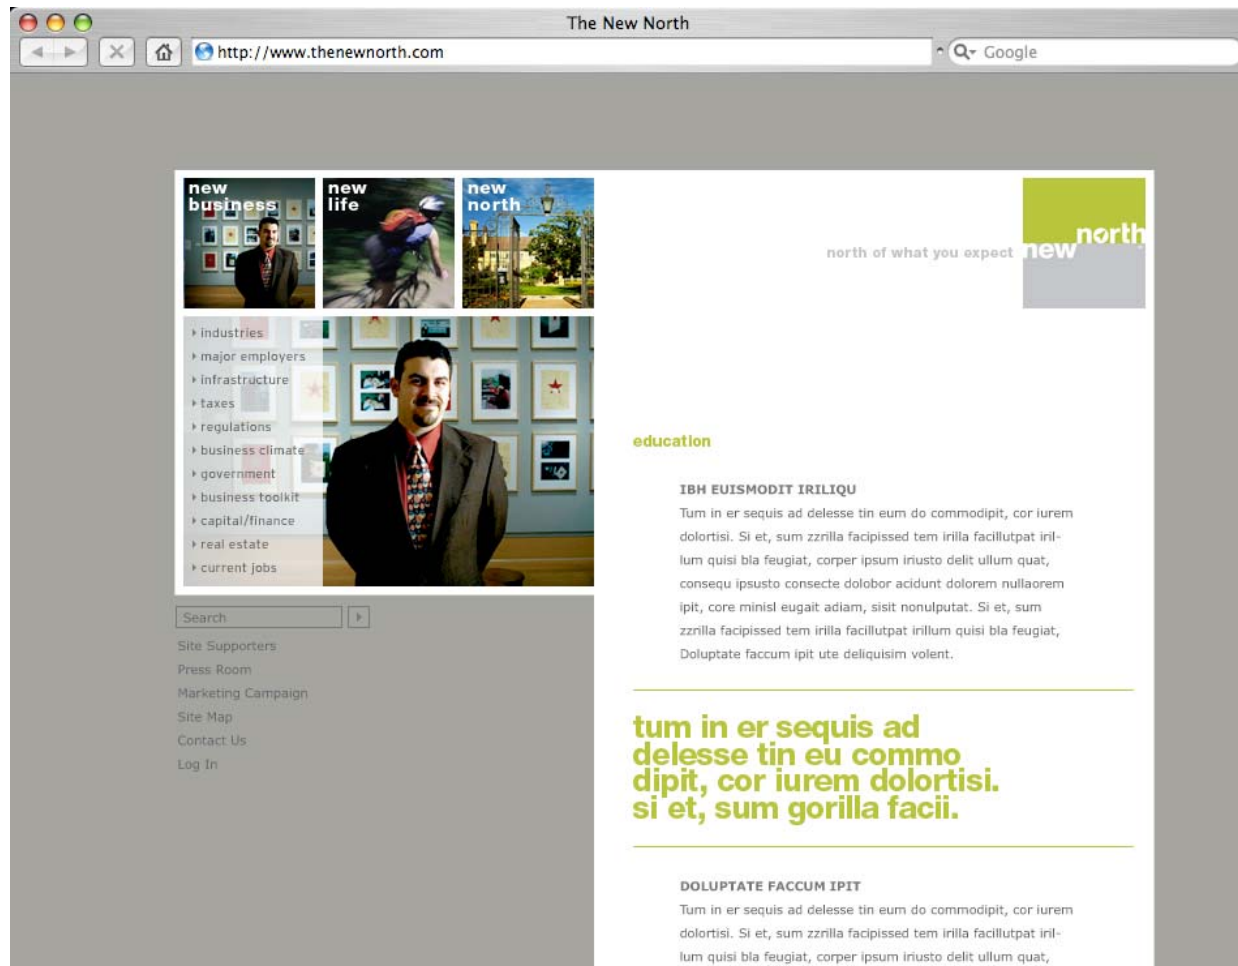 The New North
http://www.thenewnorth.com
Google
new
business
new
life
new
north
north of what you expect
new north
industries
major employers
infrastructure
taxes
regulations
business climate
government
business toolkit
capital/finance
real estate
current jobs
Search
Site Supporters
Press Room
Marketing Campaign
Site Map
Contact Us
Log In
education
IBH EUISMODIT IRILIQU
Tum in er sequis ad delesse tin eum do commodipit, cor iurem
dolortisi. Si et, sum zzrilla facipissed tem irilla facillutpat iril-
lum quisi bla feugiat, corper ipsum iriusto delit ullum quat,
consequ ipsusto consecte dolobor acidunt dolorem nullaorem
ipit, core minisl eugait adiam, sisit nonulputat. Si et, sum
zzrilla facipissed tem irilla facillutpat irillum quisi bla feugiat,
Doluptate faccum ipit ute deliquisim volent.
tum in er sequis ad
delesse tin eu commo
dipit, cor iurem dolortisi.
si et, sum gorilla facii.
DOLUPTATE FACCUM IPIT
Tum in er sequis ad delesse tin eum do commodipit, cor iurem
dolortisi. Si et, sum zzrilla facipissed tem irilla facillutpat iril-
lum quisi bla feugiat, corper ipsum iriusto delit ullum quat,